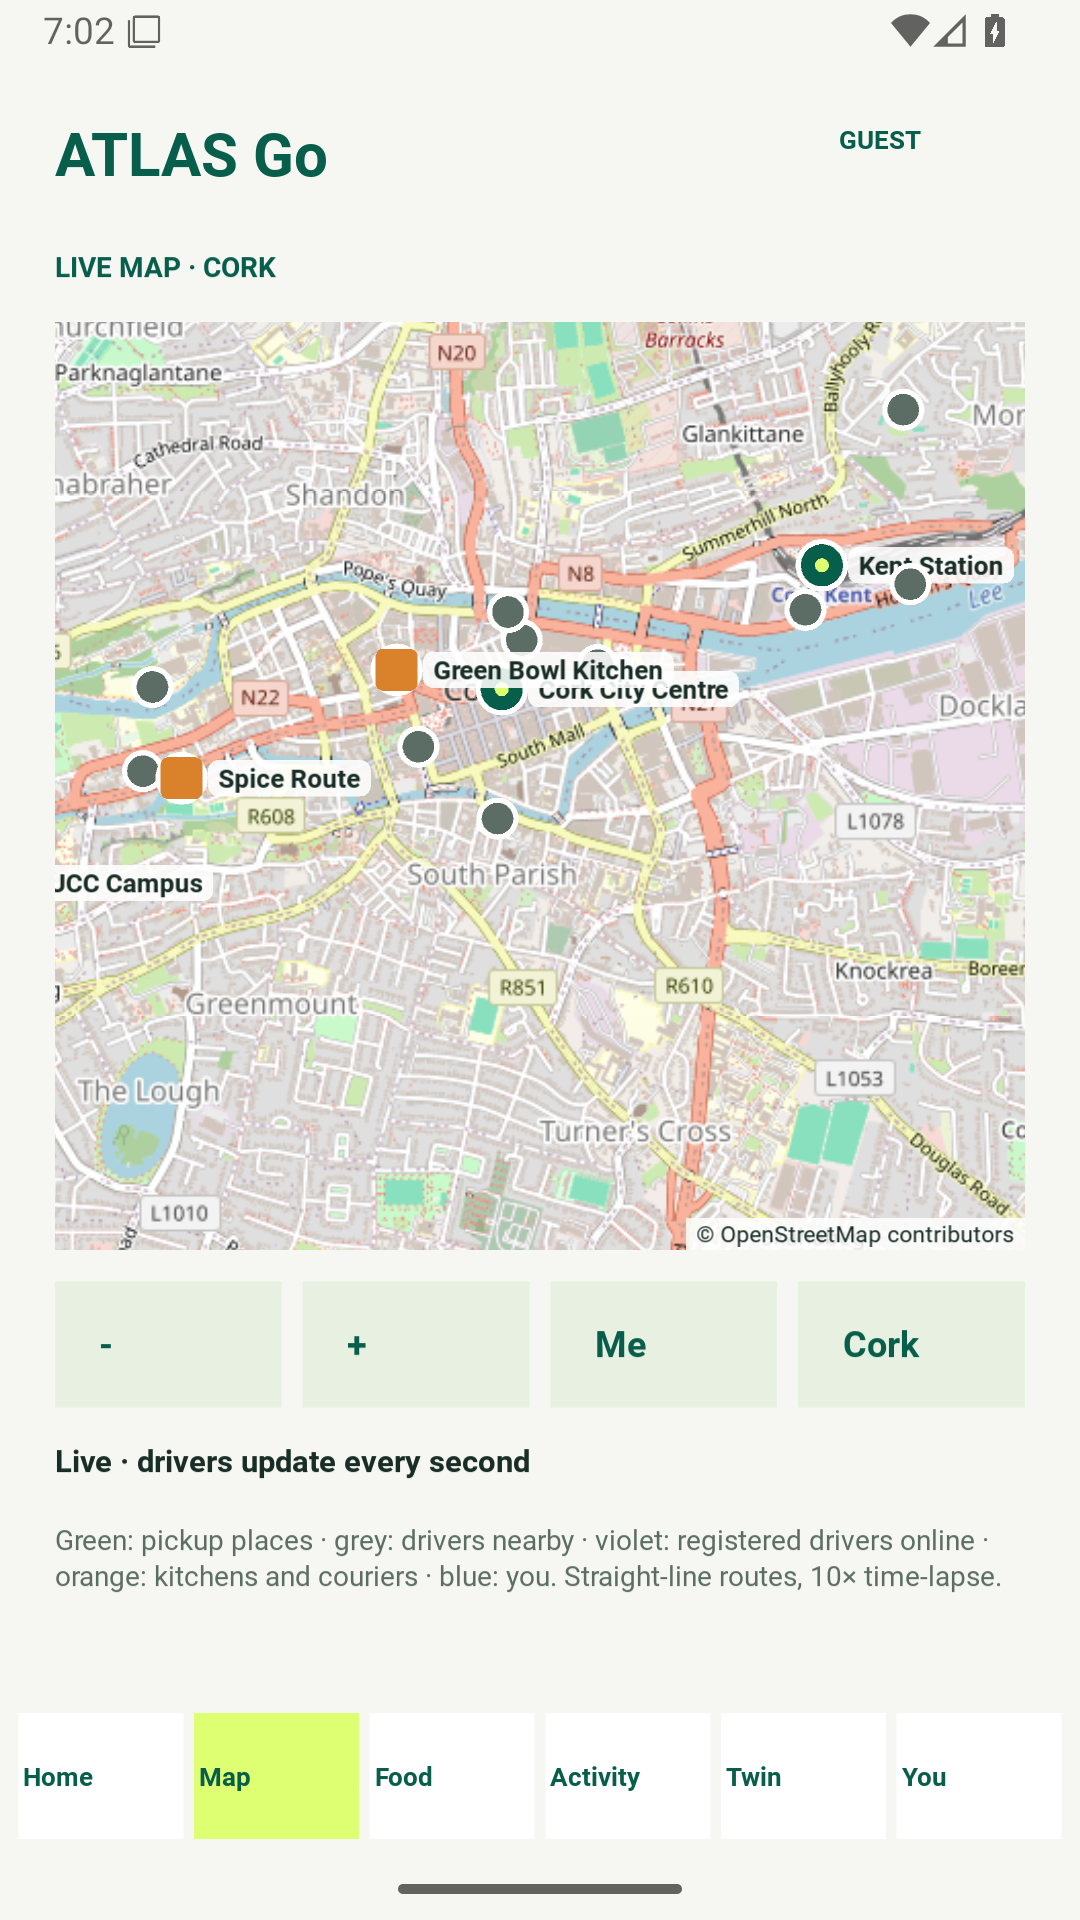 7:02
ATLAS Go
GUEST
LIVE MAP · CORK
Barracks
N20
Parknaglantane
Ballyhooly
Glankittane
Cathedral Road
Shandon
Summerhill North
Pope's Quay
N8
Kent Station
Lee
Green Bowl Kitchen
Cork City Centre
N22
South Mall
Spice Route
R608
L1078
South Parish
UCC Campus
Knockrea
R851
R610
Greenmount
The Lough
L1053
Turner's Cross
Douglas Road
L1010
© OpenStreetMap contributors
-
+
Me
Cork
Live · drivers update every second
Green: pickup places · grey: drivers nearby · violet: registered drivers online ·
orange: kitchens and couriers · blue: you. Straight-line routes, 10× time-lapse.
Home
Map
Food
Activity
Twin
You